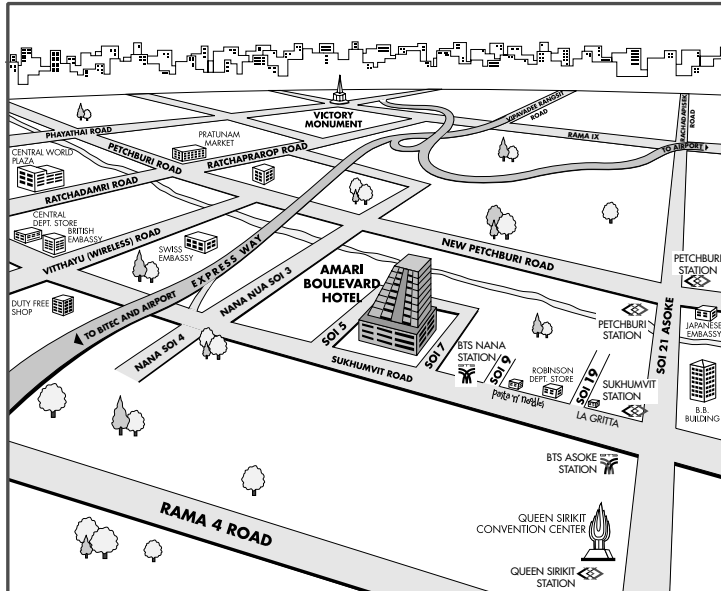 VICTORY
MONUMENT
VIPAVADEE RANGSIT
ROAD
RACHADAPISEK
ROAD
RAMA IX
TO AIRPORT
PHAYATHAI ROAD
PETCHBURI ROAD
PRATUNAM
MARKET
RATCHAPRAROP ROAD
CENTRAL WORLD
PLAZA
RATCHADAMRI ROAD
CENTRAL
DEPT. STORE
BRITISH
EMBASSY
VITTHAYU (WIRELESS) ROAD
SWISS
EMBASSY
EXPRESS WAY
NEW PETCHBURI ROAD
AMARI
BOULEVARD
HOTEL
NANA NUA SOI 3
TO BITEC AND AIRPORT
DUTY FREE
SHOP
NANA SOI 4
SOI 5
SOI 7
SUKHUMVIT ROAD
BTS NANA
STATION
BTS
SOI 9
pasta 'n' noodles
ROBINSON
DEPT. STORE
SOI 19
LA GRITTA
PETCHBURI
STATION
PETCHBURI
STATION
SOI 21 ASOKE
JAPANESE
EMBASSY
SUKHUMVIT
STATION
B.B.
BUILDING
BTS ASOKE
STATION
BTS
RAMA 4 ROAD
QUEEN SIRIKIT
CONVENTION CENTER
QUEEN SIRIKIT
STATION